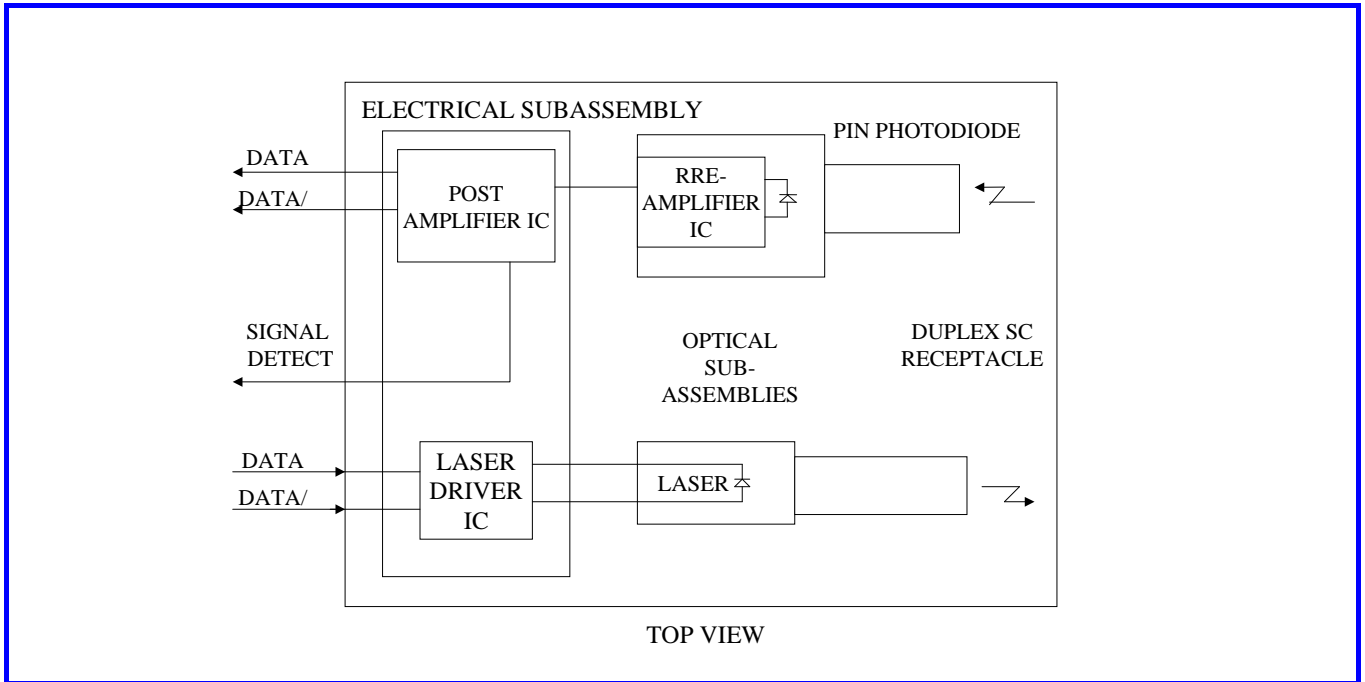 ELECTRICAL SUBASSEMBLY
PIN PHOTODIODE
DATA
DATA/
POST
AMPLIFIER IC
RRE-
AMPLIFIER
IC
SIGNAL
DETECT
OPTICAL
SUB-
ASSEMBLIES
DUPLEX SC
RECEPTACLE
DATA
DATA/
LASER
DRIVER
IC
LASER
TOP VIEW